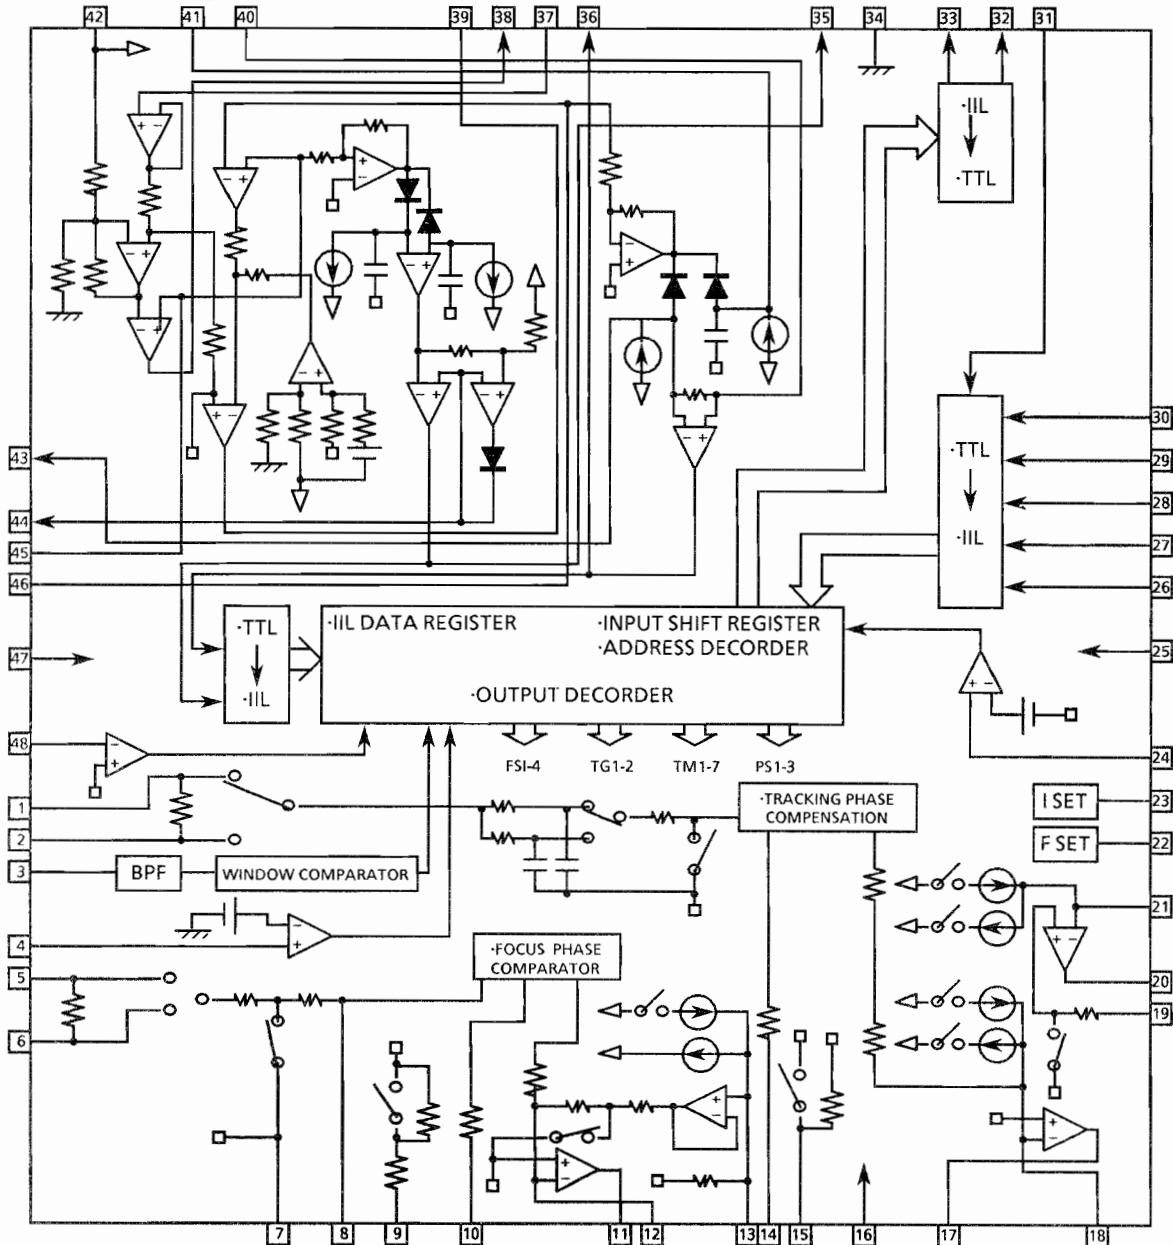 42 41 40 39 38 37 36 35 34 33 32 31
·IIL
·TTL
- +
- +
- +
+
-
- +
- +
- +
- +
- +
- +
-
+
- +
43
44
45
46
47
48
1
2
3
4
5
6
30
29
28
27
26
25
24
23
22
21
20
19
·TTL
·IIL
·TTL
·IIL
·IIL DATA REGISTER
·INPUT SHIFT REGISTER
·ADDRESS DECORDER
·OUTPUT DECORDER
+ -
-
+
FSI-4 TG1-2 TM1-7 PS1-3
·TRACKING PHASE
COMPENSATION
I SET
F SET
BPF
WINDOW COMPARATOR
-
+
·FOCUS PHASE
COMPARATOR
+ -
+
-
+
-
+
-
7 8 9 10 11 12 13 14 15 16 17 18